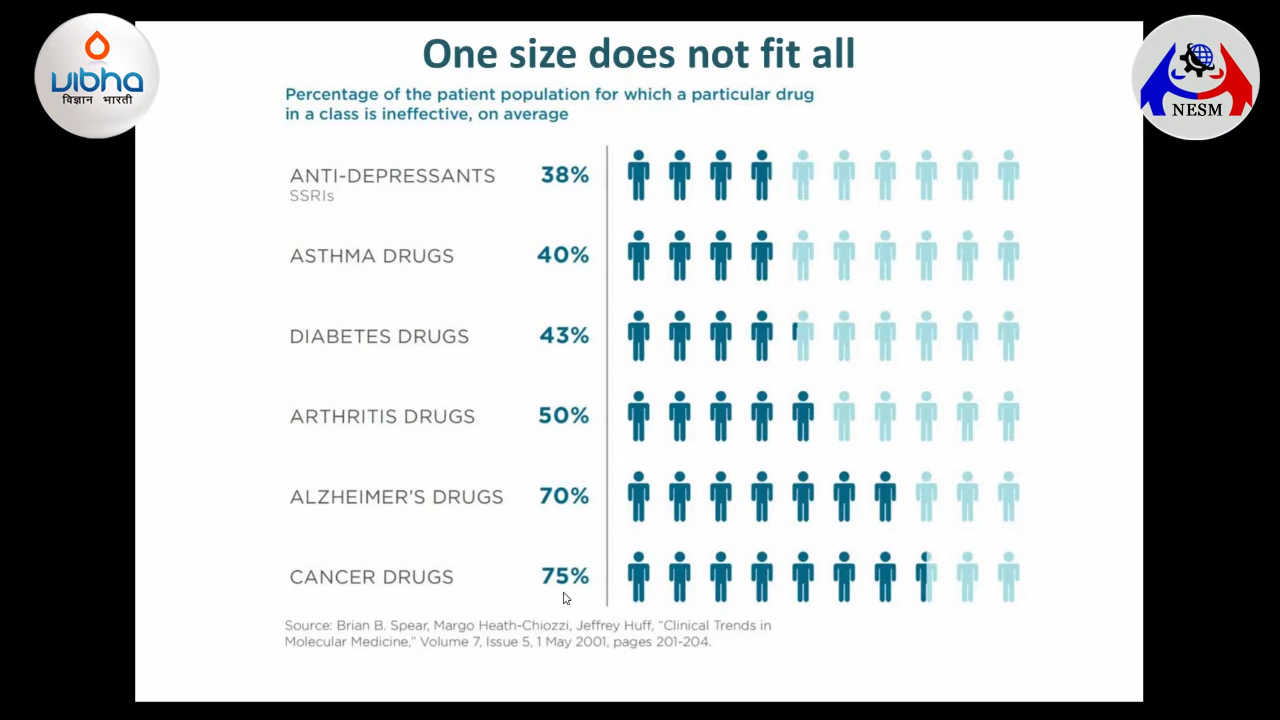 One size does not fit all
vibha
विज्ञान भारती
NESM
Percentage of the patient population for which a particular drug
in a class is ineffective, on average
ANTI-DEPRESSANTS 38%
SSRIs
ASTHMA DRUGS 40%
DIABETES DRUGS 43%
ARTHRITIS DRUGS 50%
ALZHEIMER'S DRUGS 70%
CANCER DRUGS 75%
Source: Brian B. Spear, Margo Heath-Chiozzi, Jeffrey Huff, "Clinical Trends in
Molecular Medicine," Volume 7, Issue 5, 1 May 2001, pages 201-204.